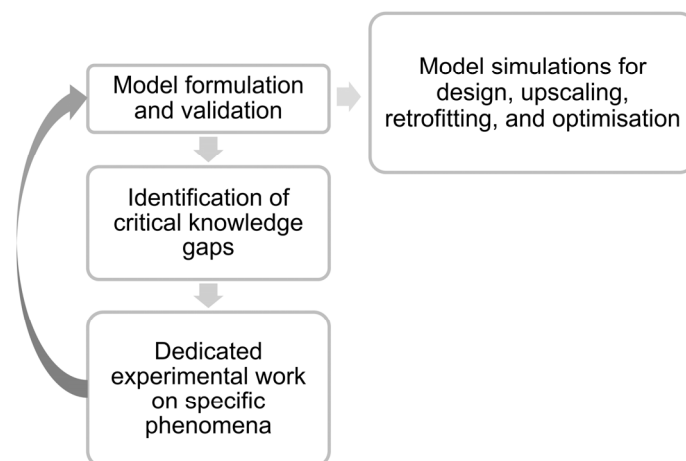 Model formulation
and validation
Model simulations for
design, upscaling,
retrofitting, and optimisation
Identification of
critical knowledge
gaps
Dedicated
experimental work
on specific
phenomena